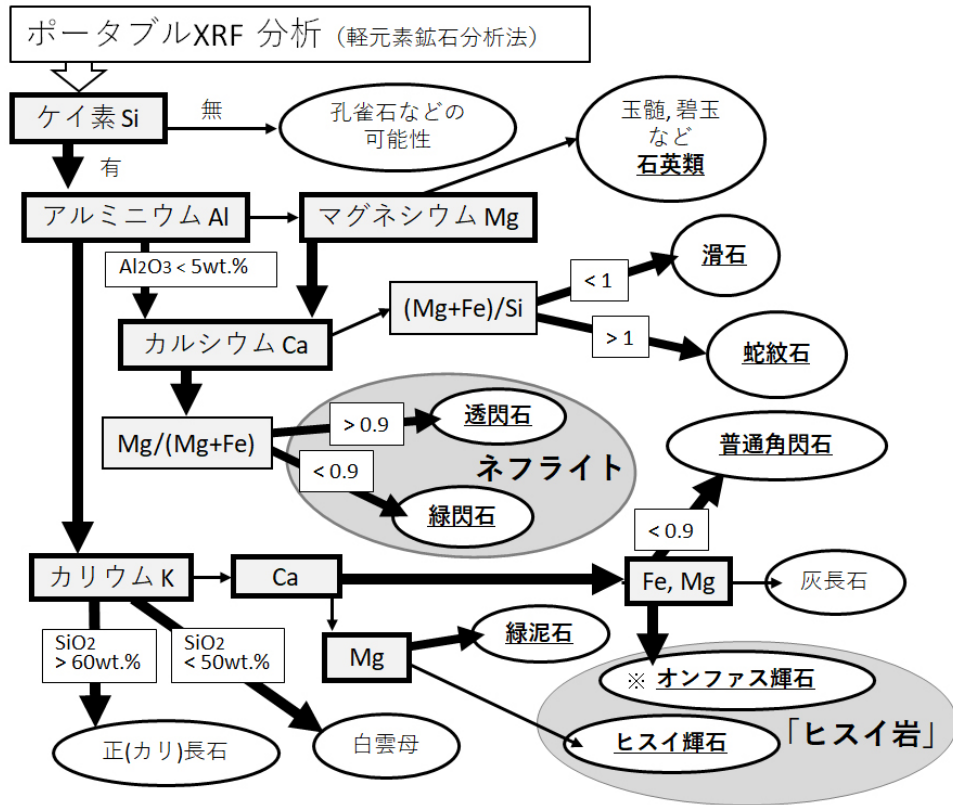 ポータブルXRF 分析（軽元素鉱石分析法）
ケイ素 Si
無
有
孔雀石などの
可能性
玉髄, 碧玉
など
石英類
アルミニウム Al
マグネシウム Mg
Al2O3 < 5wt.%
カルシウム Ca
(Mg+Fe)/Si
< 1
> 1
滑石
蛇紋石
Mg/(Mg+Fe)
> 0.9
< 0.9
透閃石
ネフライト
緑閃石
普通角閃石
< 0.9
カリウム K
Ca
Fe, Mg
灰長石
SiO2
> 60wt.%
SiO2
< 50wt.%
Mg
緑泥石
※ オンファス輝石
ヒスイ輝石
「ヒスイ岩」
正(カリ)長石
白雲母